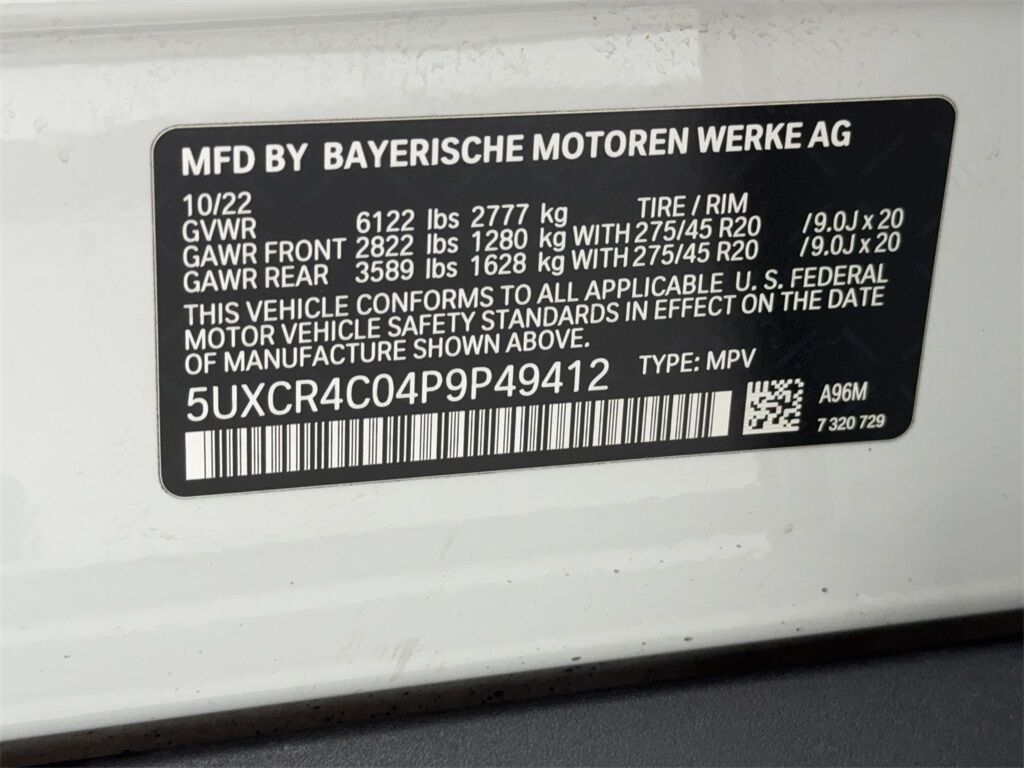 MFD BY BAYERISCHE MOTOREN WERKE AG
10/22 TIRE / RIM
GVWR 6122 lbs 2777 kg
GAWR FRONT 2822 lbs 1280 kg WITH 275/45 R20 /9.0J x 20
GAWR REAR 3589 lbs 1628 kg WITH 275/45 R20 /9.0J x 20
THIS VEHICLE CONFORMS TO ALL APPLICABLE U. S. FEDERAL
MOTOR VEHICLE SAFETY STANDARDS IN EFFECT ON THE DATE
OF MANUFACTURE SHOWN ABOVE.
5UXCR4C04P9P49412 TYPE: MPV
A96M
7 320 729